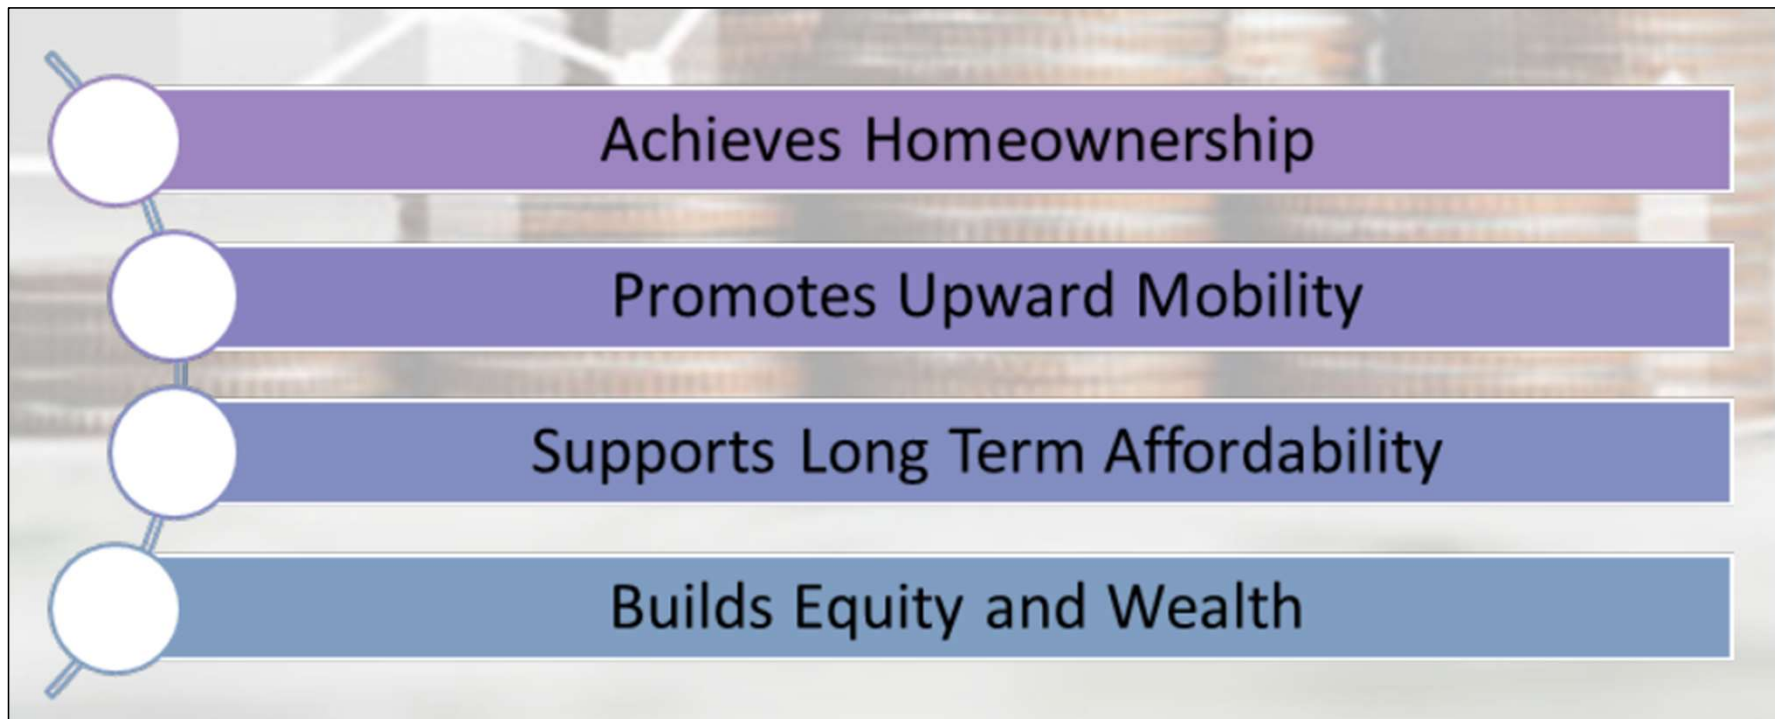 Achieves Homeownership
Promotes Upward Mobility
Supports Long Term Affordability
Builds Equity and Wealth